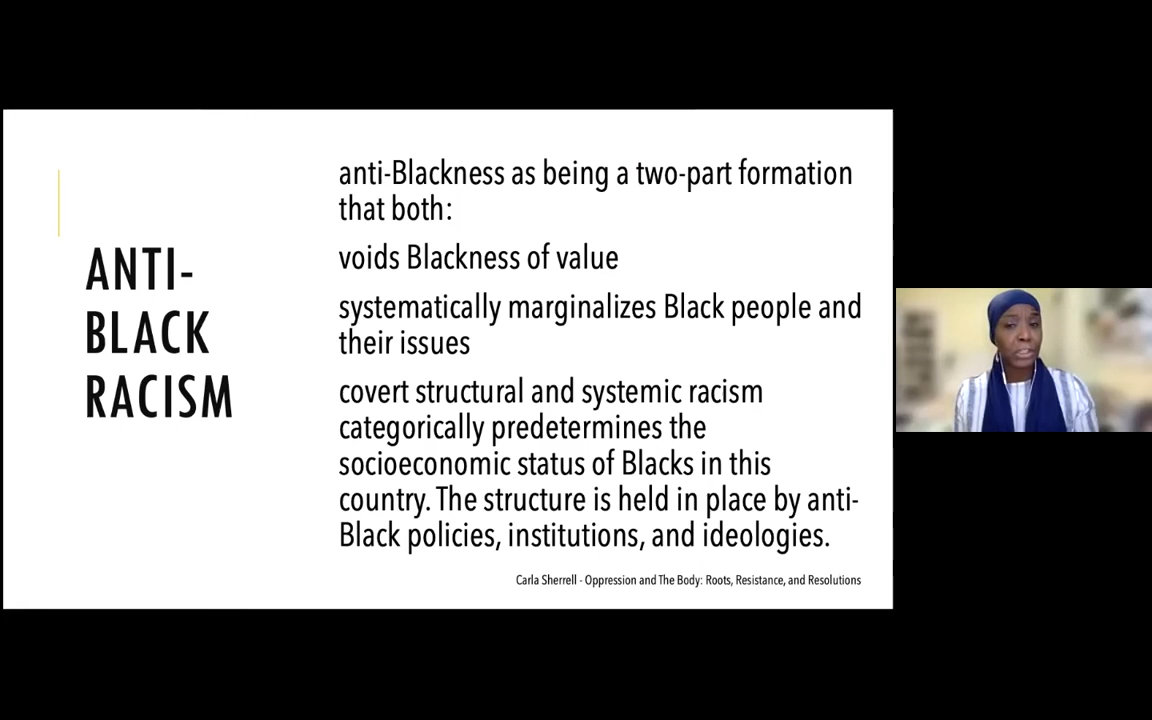 ANTI-
BLACK
RACISM
anti-Blackness as being a two-part formation
that both:
voids Blackness of value
systematically marginalizes Black people and
their issues
covert structural and systemic racism
categorically predetermines the
socioeconomic status of Blacks in this
country. The structure is held in place by anti-
Black policies, institutions, and ideologies.
Carla Sherrell - Oppression and The Body: Roots, Resistance, and Resolutions